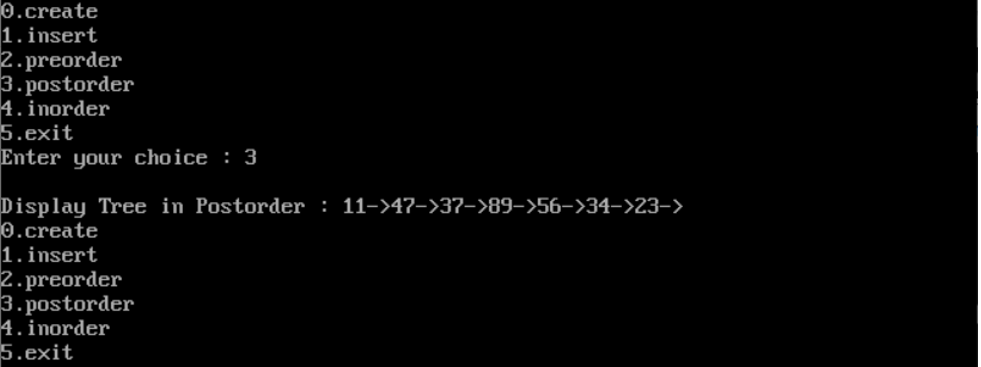 0.create
1.insert
2.preorder
3.postorder
4.inorder
5.exit
Enter your choice : 3
Display Tree in Postorder : 11->47->37->89->56->34->23->
0.create
1.insert
2.preorder
3.postorder
4.inorder
5.exit